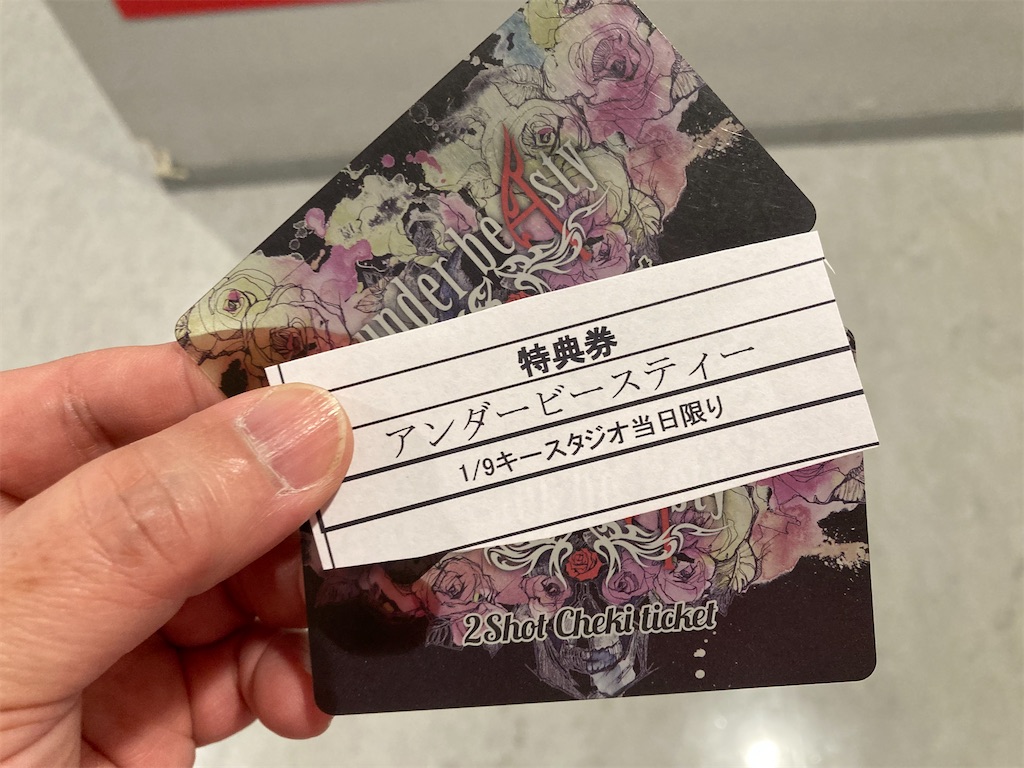 under beAsty
特典券
アンダービースティー
1/9キースタジオ当日限り
2Shot Cheki ticket